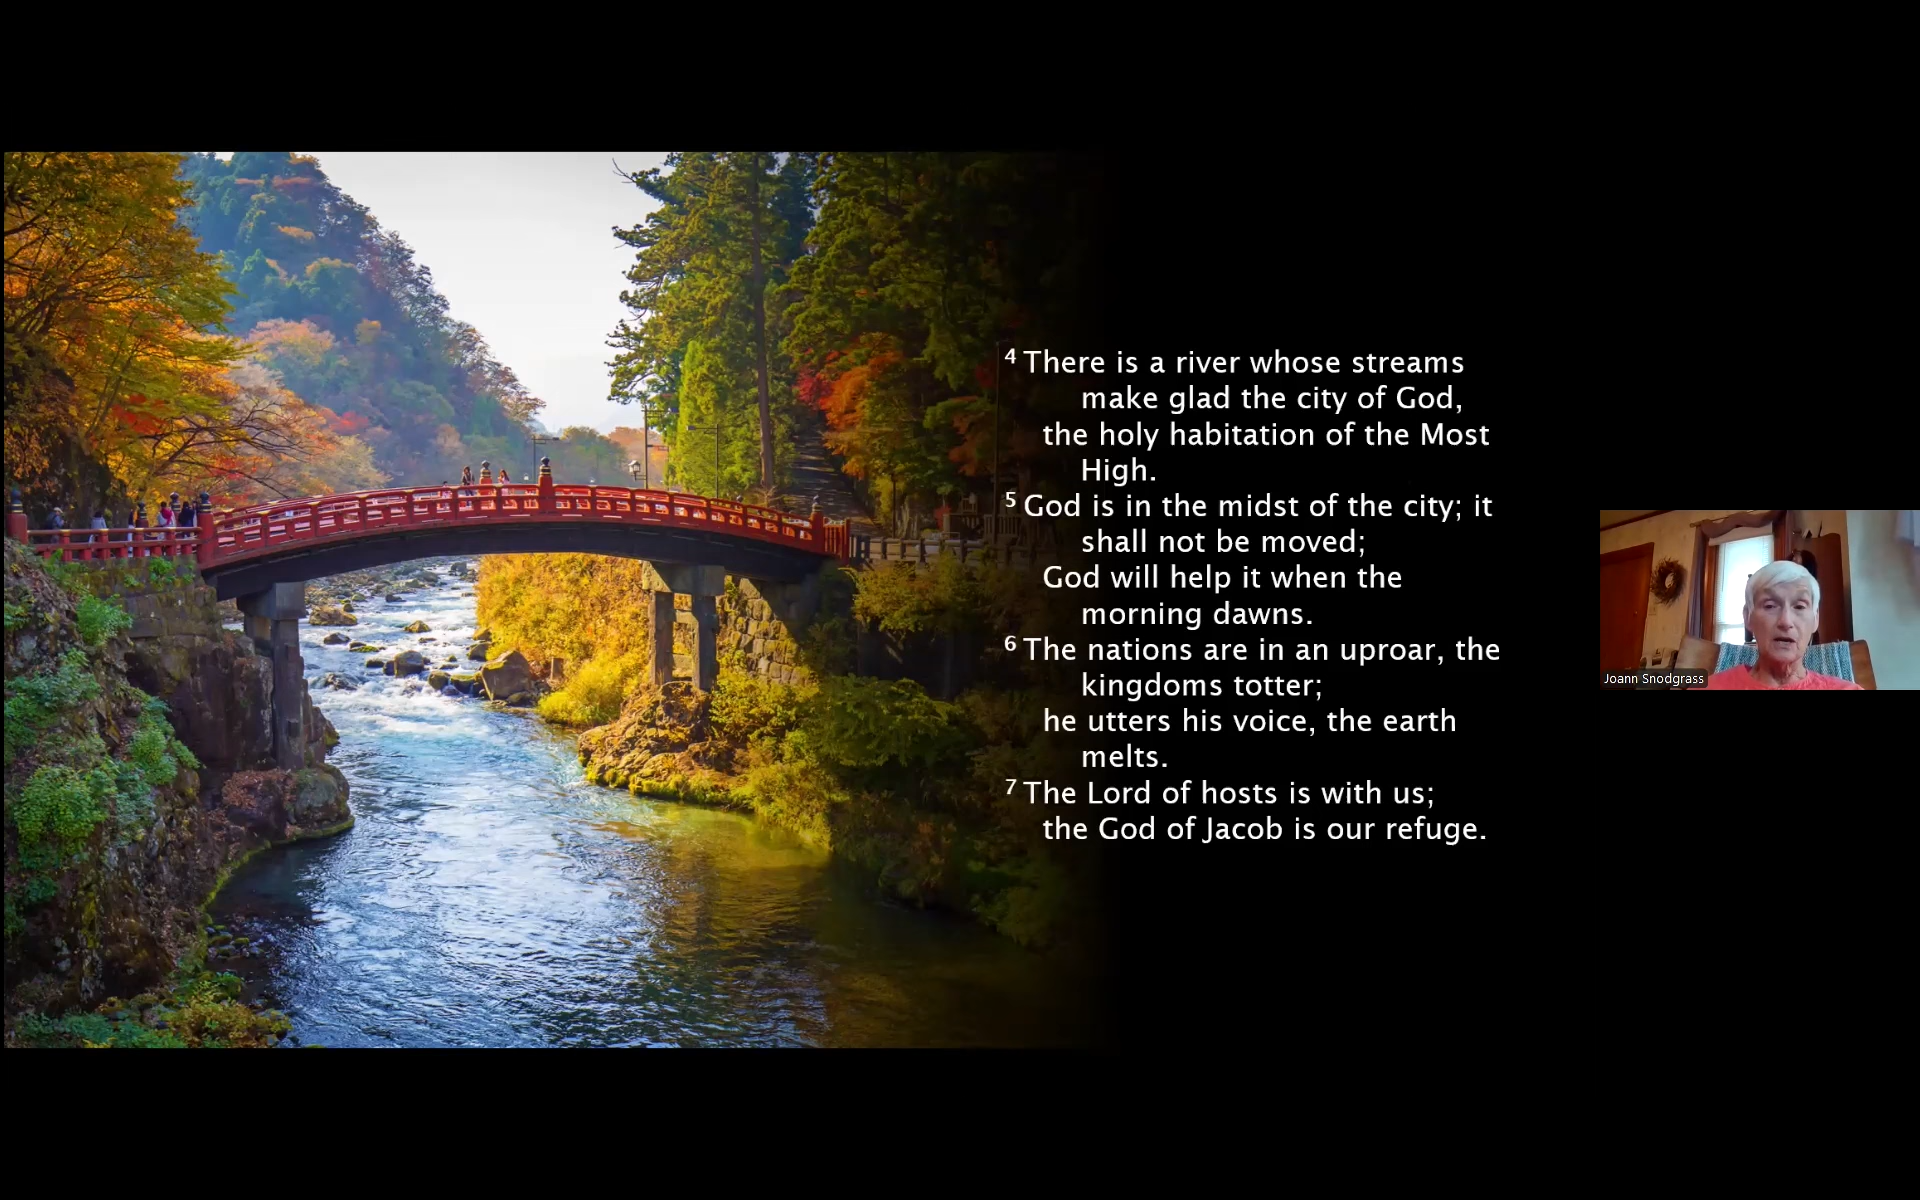 4 There is a river whose streams
make glad the city of God,
the holy habitation of the Most
High.
5 God is in the midst of the city; it
shall not be moved;
God will help it when the
morning dawns.
6 The nations are in an uproar, the
kingdoms totter;
he utters his voice, the earth
melts.
7 The Lord of hosts is with us;
the God of Jacob is our refuge.
Joann Snodgrass